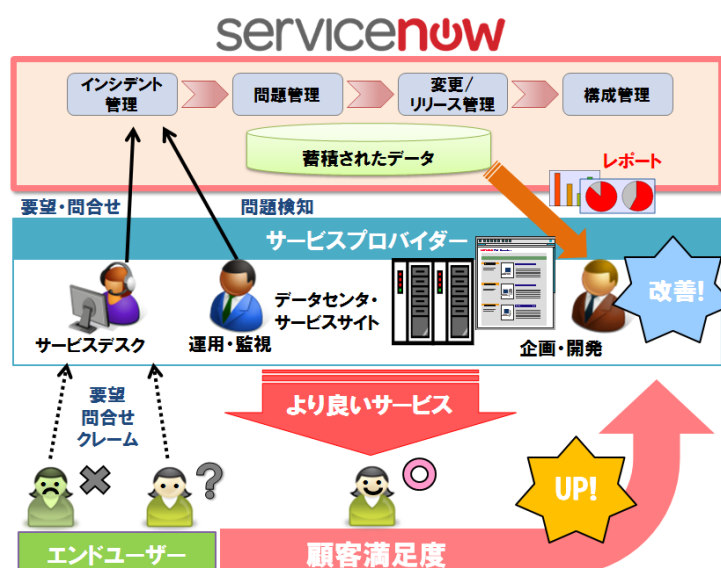 servicenow
インシデント
管理
問題管理
変更/
リリース管理
構成管理
蓄積されたデータ
レポート
要望・問合せ
問題検知
サービスプロバイダー
データセンタ・
サービスサイト
改善!
サービスデスク
運用・監視
企画・開発
要望
問合せ
クレーム
より良いサービス
UP!
エンドユーザー
顧客満足度